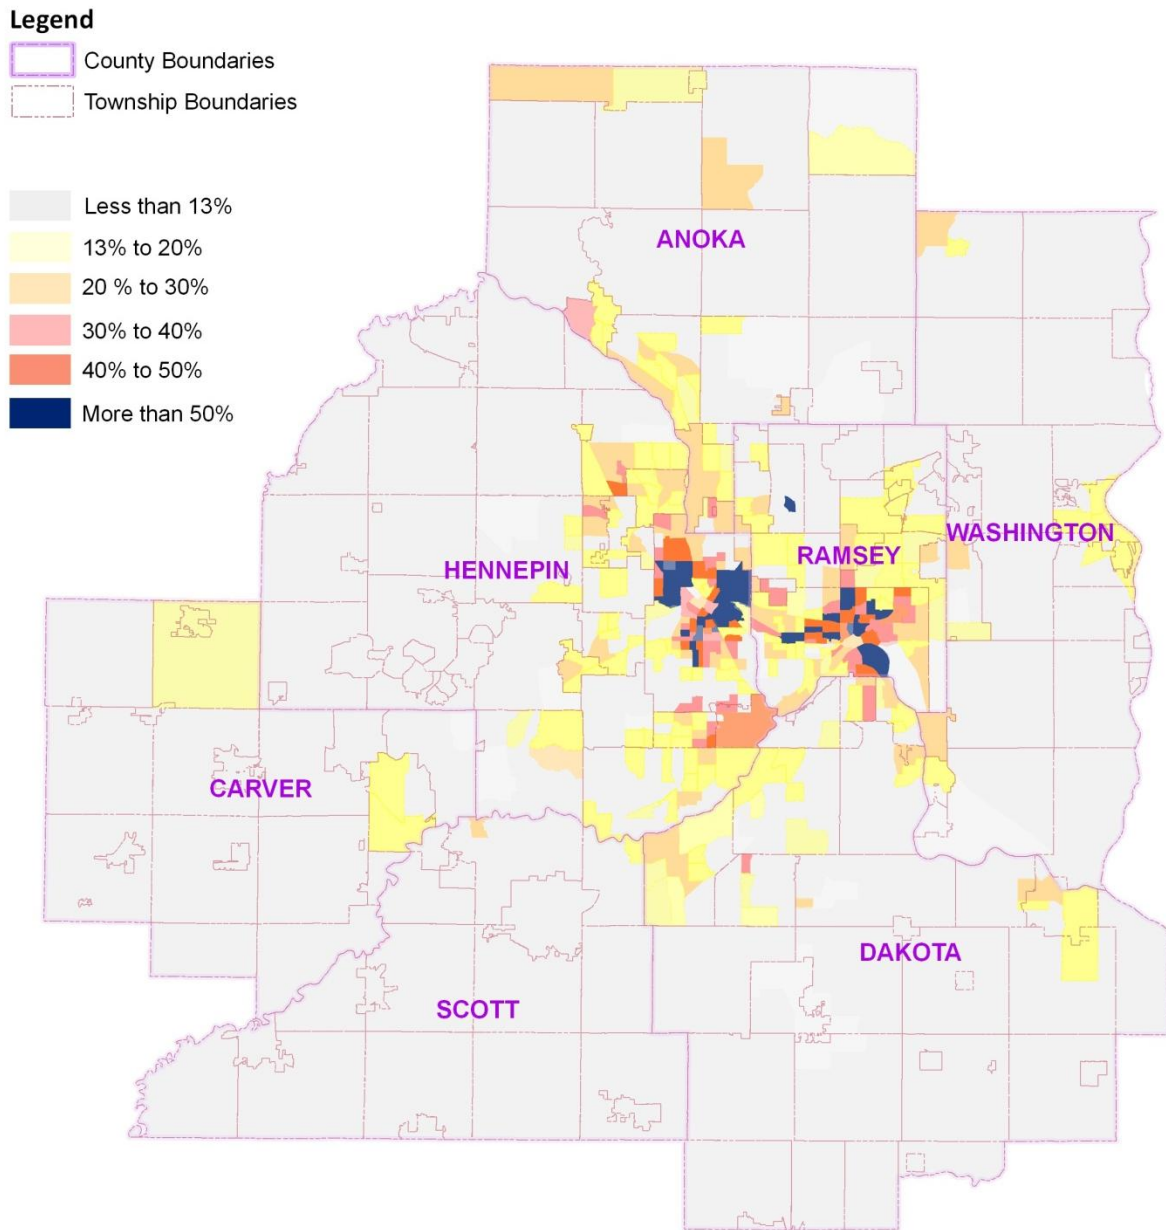 Legend
County Boundaries
Township Boundaries
Less than 13%
13% to 20%
20 % to 30%
30% to 40%
40% to 50%
More than 50%
ANOKA
WASHINGTON
RAMSEY
HENNEPIN
CARVER
DAKOTA
SCOTT